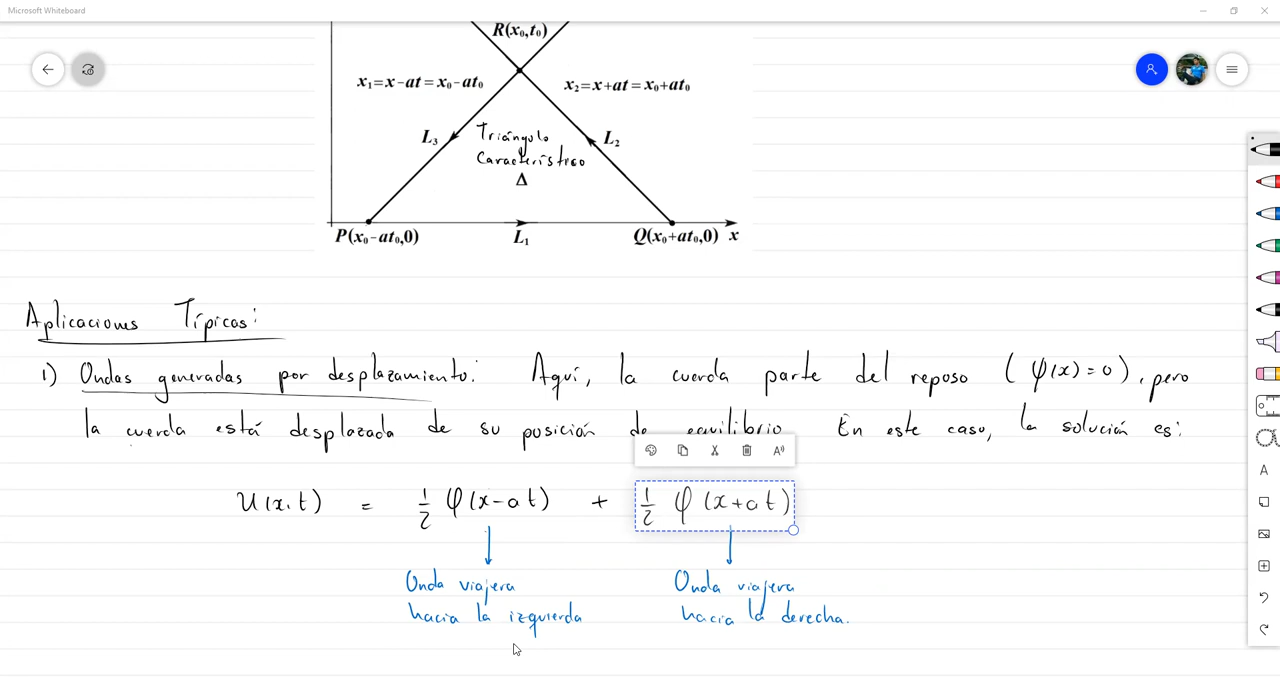 Microsoft Whiteboard
R(x₀,t₀)
x₁=x−at=x₀−at₀
x₂=x+at=x₀+at₀
L₃
Triángulo
Característico
Δ
L₂
P(x₀−at₀,0)
L₁
Q(x₀+at₀,0) x
Aplicaciones Típicas:
1) Ondas generadas por desplazamiento: Aquí, la cuerda parte del reposo (ψ(x)=0), pero
la cuerda está desplazada de su posición de equilibrio. En este caso, la solución es:
U(x,t) = 1/2 φ(x−at) + 1/2 φ(x+at)
Onda viajera
hacia la izquierda
Onda viajera
hacia la derecha.